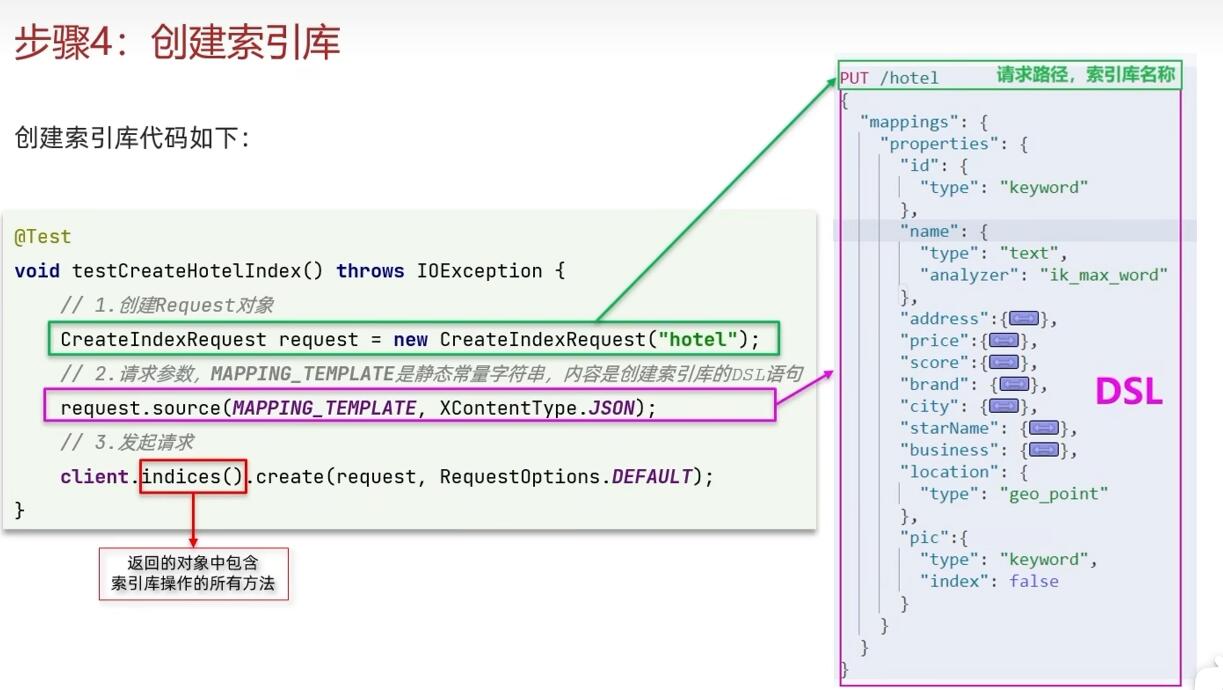 步骤4：创建索引库
创建索引库代码如下：
@Test
void testCreateHotelIndex() throws IOException {
// 1.创建Request对象
CreateIndexRequest request = new CreateIndexRequest("hotel");
// 2.请求参数，MAPPING_TEMPLATE是静态常量字符串，内容是创建索引库的DSL语句
request.source(MAPPING_TEMPLATE, XContentType.JSON);
// 3.发起请求
client.indices().create(request, RequestOptions.DEFAULT);
}
返回的对象中包含
索引库操作的所有方法
PUT /hotel 请求路径，索引库名称
{
"mappings": {
"properties": {
"id": {
"type": "keyword"
},
"name": {
"type": "text",
"analyzer": "ik_max_word"
},
"address":{},
"price":{},
"score":{},
"brand": {},
"city": {},
"starName": {},
"business": {},
"location": {
"type": "geo_point"
},
"pic":{
"type": "keyword",
"index": false
}
}
}
}
DSL